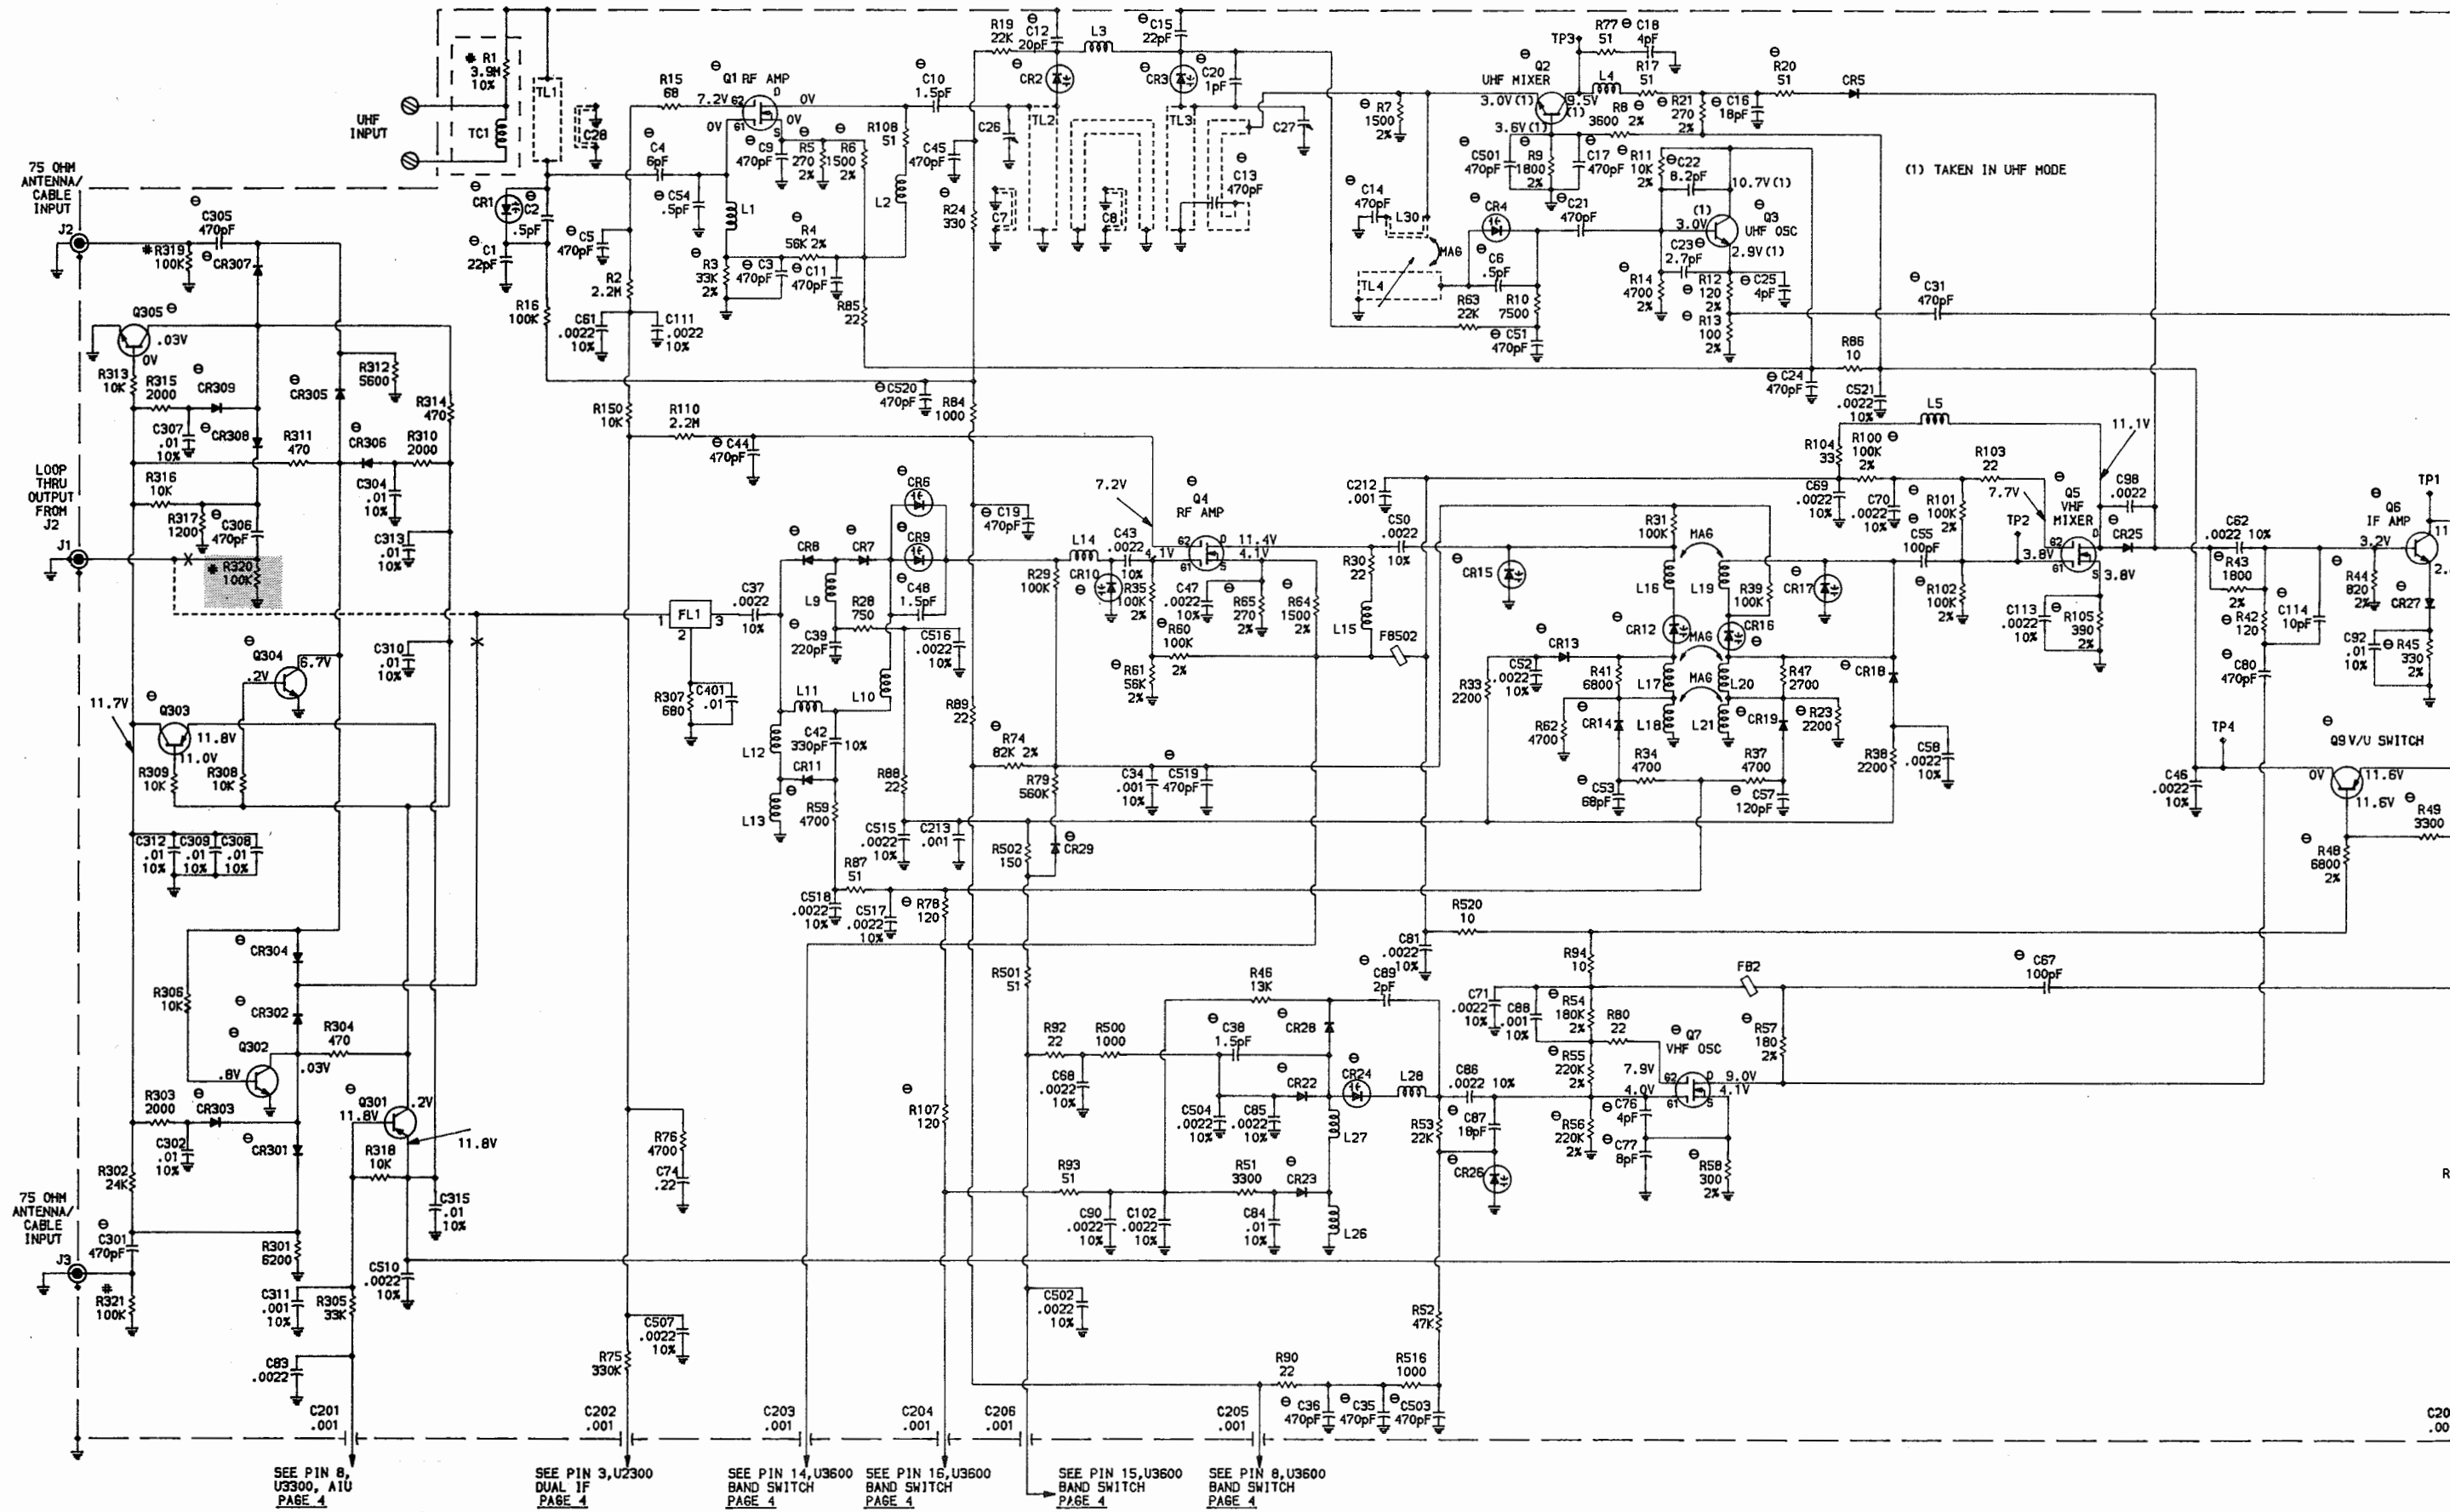 UHF
INPUT
* R1
3.9M
10%
TC1
TL1
C28
75 OHM
ANTENNA/
CABLE
INPUT
J2
⊖
C305
470pF
*R319
100K
⊖ CR307
Q305 ⊖
.03V
0V
R313
10K
R315
2000
⊖
CR309
⊖
CR305
R312
5600
R314
470
C307
.01
10%
⊖ CR308
R311
470
CR306
R310
2000
LOOP
THRU
OUTPUT
FROM
J2
R316
10K
R317
1200
⊖
C306
470pF
C304
.01
10%
C313
.01
10%
J1
* R320
100K
C310
.01
10%
⊖
Q304
6.7V
.2V
11.7V
⊖
Q303
11.8V
11.0V
R309
10K
R308
10K
C312
.01
10%
C309
.01
10%
C308
.01
10%
⊖ CR304
R306
10K
⊖
CR302
⊖
Q302
R304
470
.03V
.8V
R303
2000
⊖
CR303
⊖
Q301
11.8V
.2V
11.8V
C302
.01
10%
⊖
CR301
R318
10K
R302
24K
C315
.01
10%
75 OHM
ANTENNA/
CABLE
INPUT
⊖
C301
470pF
J3
R301
6200
C510
.0022
10%
*
R321
100K
C311
.001
10%
R305
33K
C83
.0022
C201
.001
SEE PIN 8,
U3300, AIU
PAGE 4
⊖
CR1
⊖
C2
.5pF
⊖ C1
22pF
R16
100K
R15
68
⊖ Q1 RF AMP
7.2V
G2
D
0V
0V
G1
S
0V
⊖
C4
6pF
⊖ C54
.5pF
L1
⊖
C9
470pF
⊖
R5
270
2%
⊖
R6
1500
2%
R108
51
L2
⊖
C10
1.5pF
⊖ C5
470pF
⊖
R4
56K 2%
⊖
R3
33K
2%
⊖
C3
470pF
⊖ C11
470pF
R2
2.2M
C61
.0022
10%
C111
.0022
10%
R85
22
R19
22K
⊖
C12
20pF
L3
⊖
C15
22pF
⊖
CR2
⊖
CR3
⊖
C20
1pF
C26
TL2
TL3
C27
C45
470pF
⊖
R24
330
C7
C8
⊖
C13
470pF
⊖
R7
1500
2%
⊖
C14
470pF
L30
MAG
TL4
⊖
Q2
UHF MIXER
3.0V(1)
9.5V
(1)
3.6V(1)
TP3
R77
51
⊖ C18
4pF
L4
R17
51
⊖
R20
51
CR5
R8
3600
⊖
2%
⊖
R21
270
2%
⊖
C16
18pF
C501
470pF
⊖
R9
1800
2%
⊖
C17
470pF
⊖
R11
10K
2%
⊖ C22
8.2pF
10.7V(1)
(1) TAKEN IN UHF MODE
⊖
CR4
⊖
C21
470pF
(1)
3.0V
⊖
Q3
UHF OSC
2.9V(1)
⊖
C6
.5pF
R63
22K
R10
7500
⊖ C51
470pF
⊖
R14
4700
2%
C23⊖
2.7pF
⊖
R12
120
2%
⊖ C25
4pF
⊖ R13
100
2%
⊖
C31
470pF
⊖ C520
470pF
R84
1000
R150
10K
R110
2.2M
⊖ C44
470pF
R86
10
⊖ C24
470pF
C521
.0022
10%
L5
11.1V
R104
33
R100 ⊖
100K
2%
R103
22
C212
.001
C69
.0022
10%
C70
.0022
10%
⊖
R101
100K
2%
⊖
C55
100pF
7.7V
TP2
⊖
Q5
VHF
MIXER
C98
.0022
G2
D
3.8V
G1
S
3.8V
⊖
CR25
⊖
R102
100K
2%
C62
.0022 10%
⊖
R43
1800
2%
⊖
R42
120
⊖
C114
10pF
C113
.0022
10%
R105
390
2%
⊖
C80
470pF
TP1
⊖
Q6
IF AMP
3.2V
⊖
R44
820
2%
⊖
CR27
C92
.01
10%
⊖ R45
330
2%
⊖
CR6
⊖ C19
470pF
7.2V
⊖
Q4
RF AMP
⊖
CR8
⊖
CR7
⊖
CR9
L14
C43
.0022
10%
4.1V
G2
D
11.4V
4.1V
G1
S
C50
.0022
10%
C37
.0022
10%
L9
⊖
C48
1.5pF
R29
100K
CR10
⊖
R35
100K
2%
C47
.0022
10%
⊖
R65
270
2%
R64
1500
2%
R30
22
L15
FB502
FL1
1
2
3
⊖
C39
220pF
R28
750
C516
.0022
10%
L10
⊖ R60
100K
2%
R61
56K
2%
R307
680
C401
.01
L11
L12
C42
330pF
10%
CR11
⊖
L13
R59
4700
R88
22
R89
22
⊖ R74
82K 2%
R79
560K
C34
.001
10%
⊖
C519
470pF
C515
.0022
10%
C213
.001
R502
150
⊖
CR29
R87
51
C518
.0022
10%
C517
.0022
10%
⊖
R78
120
⊖
CR15
R31
100K
MAG
L16
L19
R39
100K
⊖
CR17
⊖
CR12
MAG
CR16
⊖
⊖ CR13
R33
2200
C52
.0022
10%
R41
6800
L17
MAG
L20
R47
2700
⊖
CR18
R62
4700
⊖
CR14
L18
L21
⊖
CR19
⊖ R23
2200
R34
4700
R37
4700
R38
2200
C58
.0022
10%
⊖
C53
68pF
⊖
C57
120pF
TP4
C46
.0022
10%
⊖
Q9 V/U SWITCH
0V
11.6V
11.6V
⊖
R49
3300
⊖
R48
6800
2%
R501
51
R520
10
C81
.0022
10%
R94
10
FB2
⊖ C67
100pF
R46
13K
⊖
C89
2pF
C71
.0022
10%
C88
.001
10%
⊖
R54
180K
2%
R80
22
⊖ Q7
VHF OSC
⊖
R57
180
2%
R92
22
R500
1000
⊖
C38
1.5pF
⊖
CR28
C68
.0022
10%
⊖
CR22
⊖
CR24
L28
C86
.0022 10%
⊖ R55
220K
2%
7.9V
4.0V
G2
D
9.0V
G1
S
4.1V
⊖
R107
120
C504
.0022
10%
C85
.0022
10%
L27
R53
22K
C87
18pF
⊖
R56
220K
2%
⊖
C76
4pF
⊖
C77
8pF
⊖
CR26
⊖
R58
300
2%
R76
4700
C74
.22
R93
51
R51
3300
⊖
CR23
C90
.0022
10%
C102
.0022
10%
C84
.01
10%
L26
C502
.0022
10%
R52
47K
C507
.0022
10%
R75
330K
R90
22
R516
1000
⊖ C36
470pF
⊖
C35
470pF
⊖
C503
470pF
C202
.001
C203
.001
C204
.001
C206
.001
C205
.001
SEE PIN 3,U2300
DUAL IF
PAGE 4
SEE PIN 14,U3600
BAND SWITCH
PAGE 4
SEE PIN 16,U3600
BAND SWITCH
PAGE 4
SEE PIN 15,U3600
BAND SWITCH
PAGE 4
SEE PIN 8,U3600
BAND SWITCH
PAGE 4